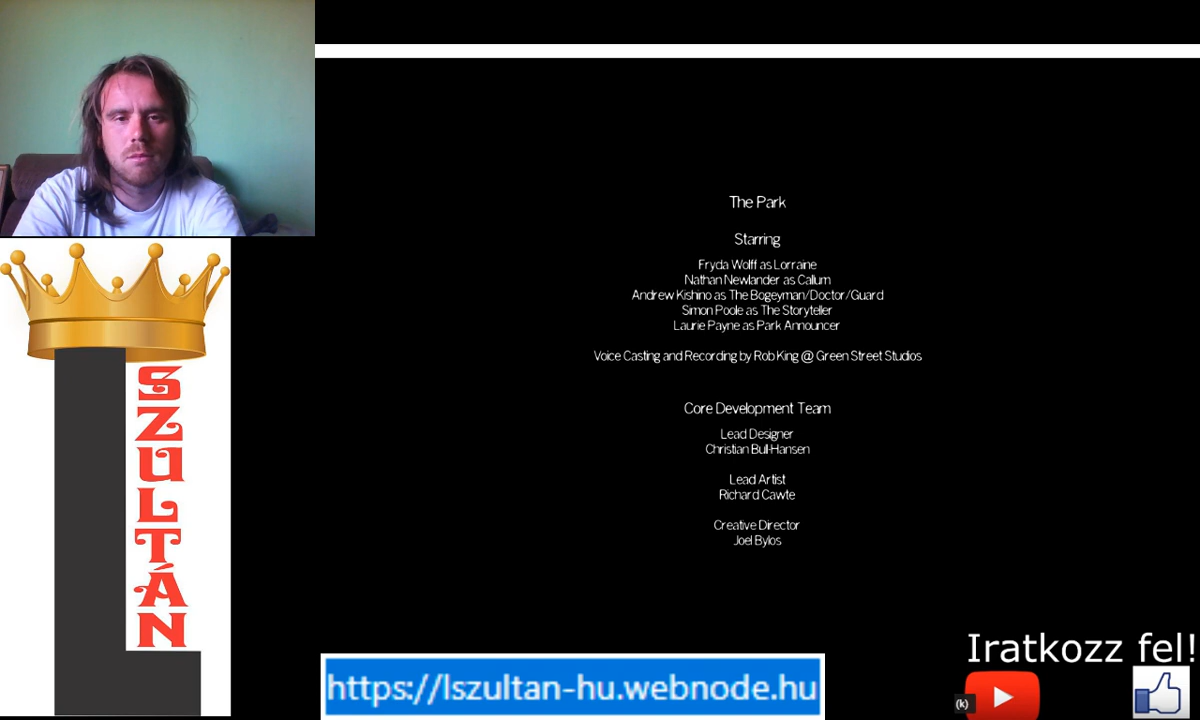 The Park
Starring
Fryda Wolff as Lorraine
Nathan Newlander as Callum
Andrew Kishino as The Bogeyman/Doctor/Guard
Simon Poole as The Storyteller
Laurie Payne as Park Announcer
Voice Casting and Recording by Rob King @ Green Street Studios
Core Development Team
Lead Designer
Christian Bull-Hansen
Lead Artist
Richard Cawte
Creative Director
Joel Bylos
L
SZULTÁN
https://lszultan-hu.webnode.hu
Iratkozz fel!
(k)